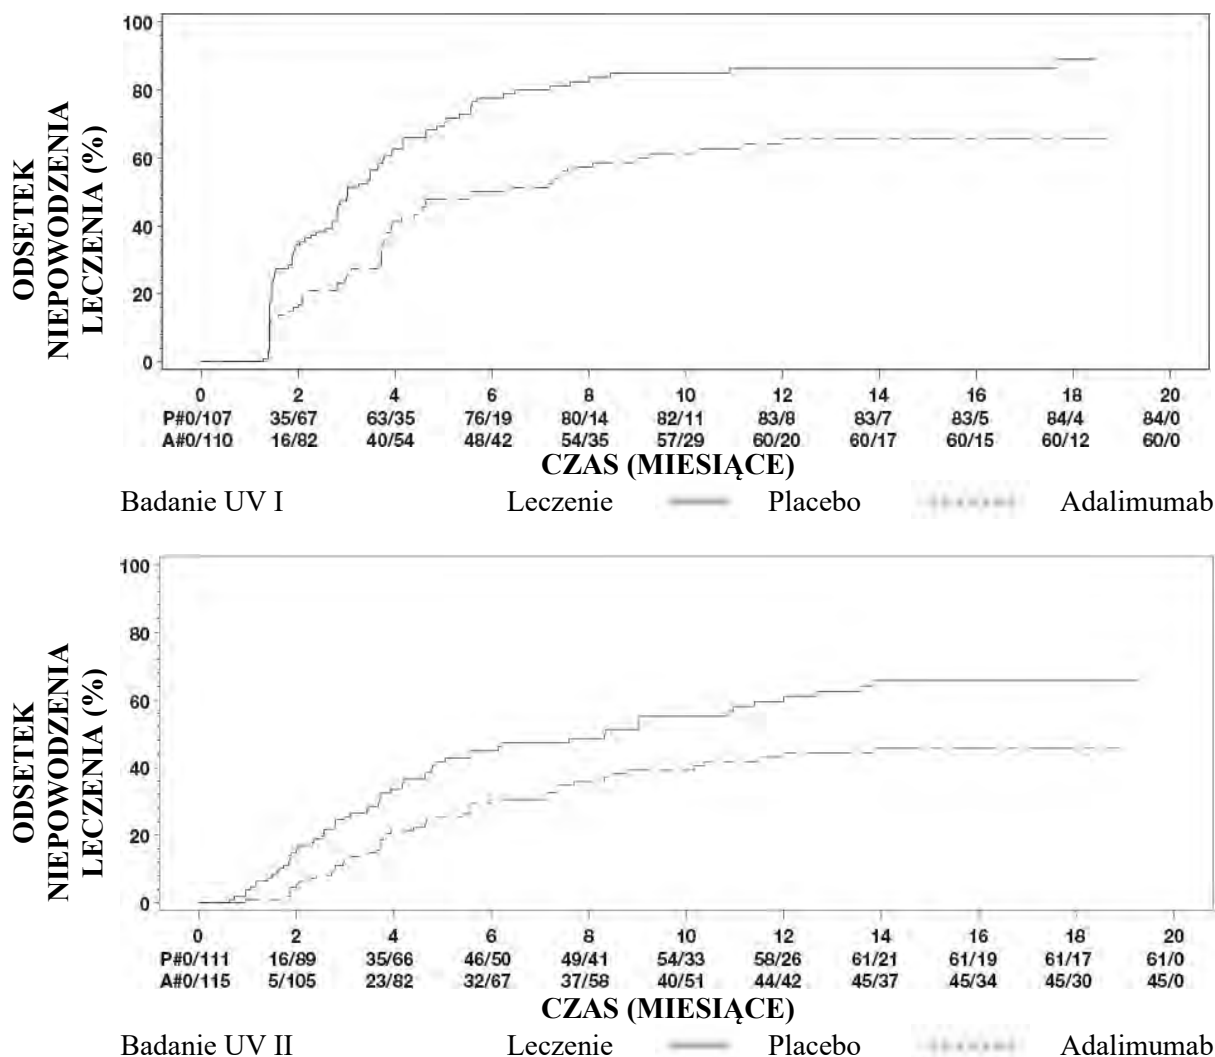 100
80
60
40
20
0
ODSETEK
NIEPOWODZENIA
LECZENIA (%)
0 2 4 6 8 10 12 14 16 18 20
P#0/107 35/67 63/35 76/19 80/14 82/11 83/8 83/7 83/5 84/4 84/0
A#0/110 16/82 40/54 48/42 54/35 57/29 60/20 60/17 60/15 60/12 60/0
CZAS (MIESIĄCE)
Badanie UV I Leczenie Placebo Adalimumab
100
80
60
40
20
0
ODSETEK
NIEPOWODZENIA
LECZENIA (%)
0 2 4 6 8 10 12 14 16 18 20
P#0/111 16/89 35/66 46/50 49/41 54/33 58/26 61/21 61/19 61/17 61/0
A#0/115 5/105 23/82 32/67 37/58 40/51 44/42 45/37 45/34 45/30 45/0
CZAS (MIESIĄCE)
Badanie UV II Leczenie Placebo Adalimumab